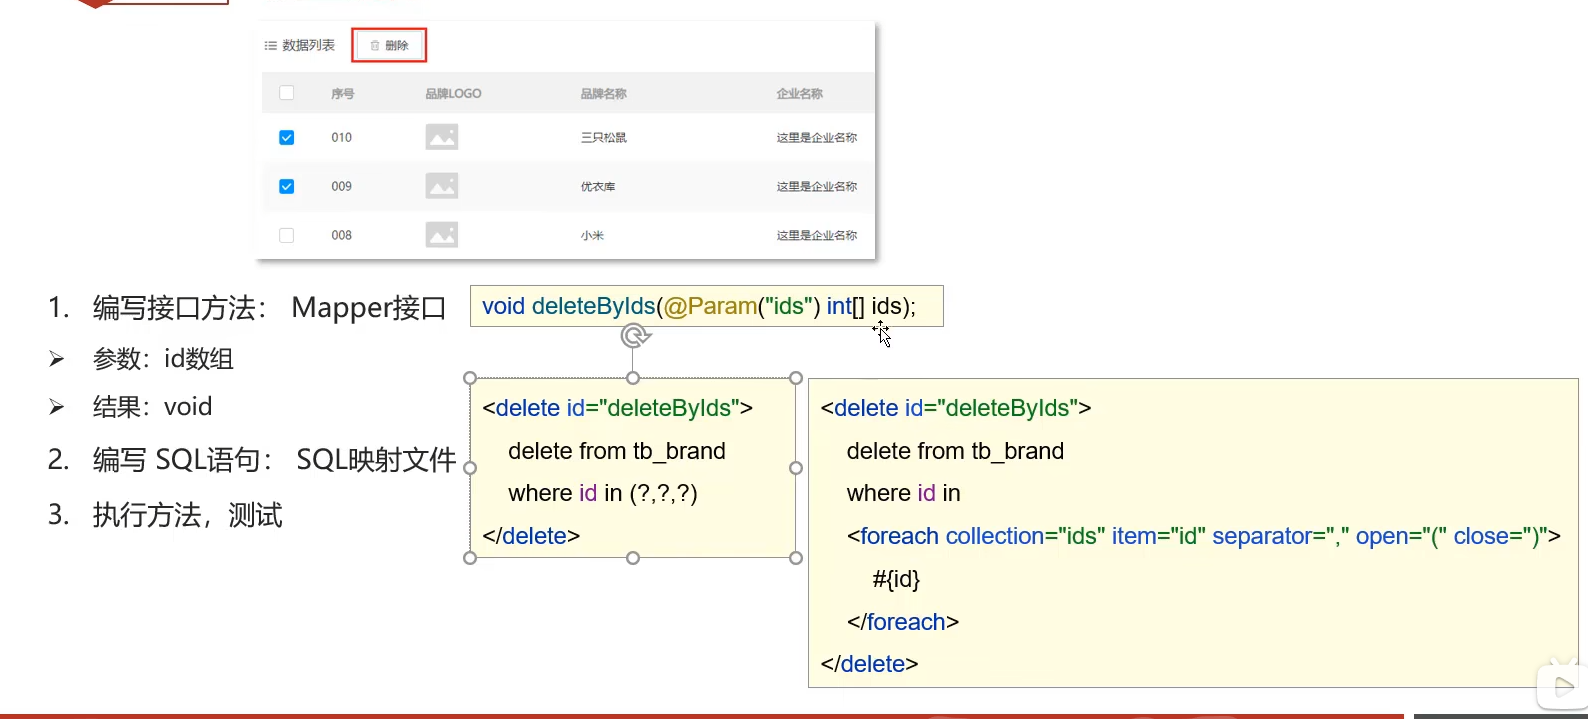 数据列表 删除
序号 品牌LOGO 品牌名称 企业名称
010 三只松鼠 这里是企业名称
009 优衣库 这里是企业名称
008 小米 这里是企业名称
1. 编写接口方法： Mapper接口
void deleteByIds(@Param("ids") int[] ids);
➢ 参数：id数组
➢ 结果：void
2. 编写 SQL语句： SQL映射文件
3. 执行方法，测试
<delete id="deleteByIds">
delete from tb_brand
where id in (?,?,?)
</delete>
<delete id="deleteByIds">
delete from tb_brand
where id in
<foreach collection="ids" item="id" separator="," open="(" close=")">
#{id}
</foreach>
</delete>